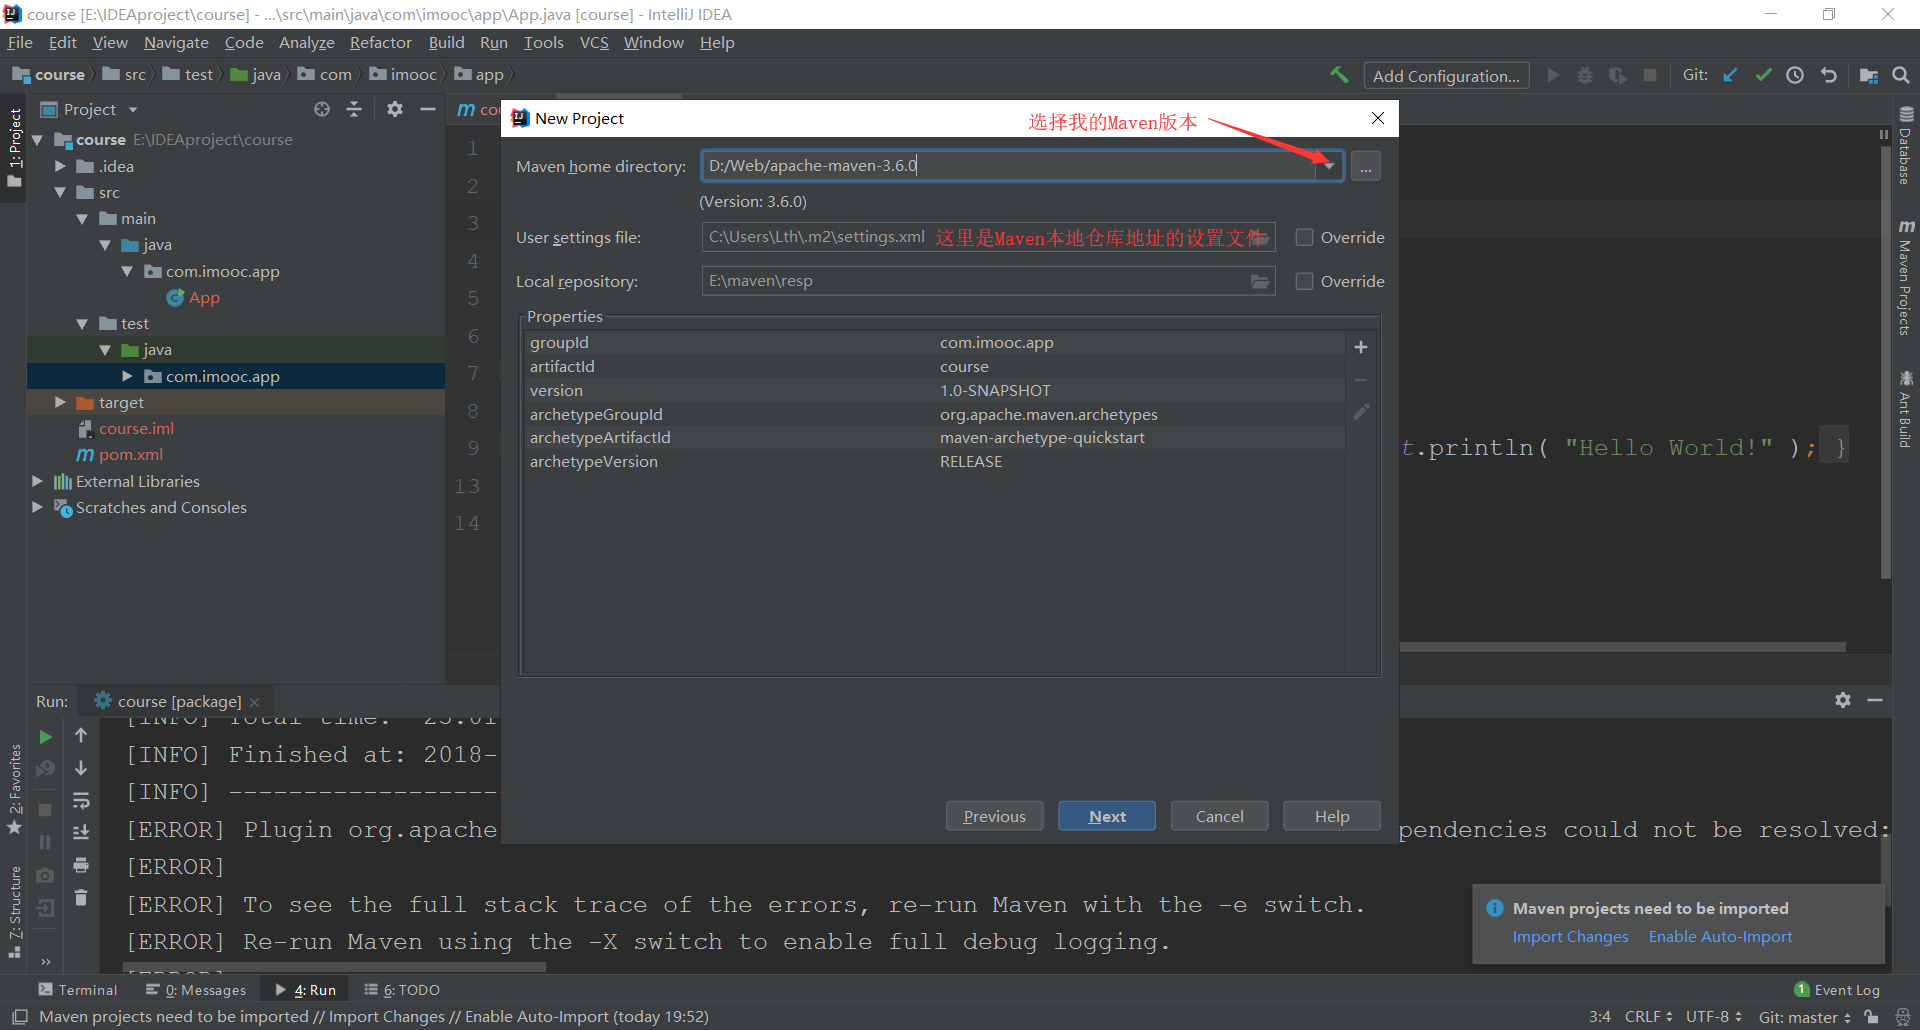 course [E:\IDEAproject\course] - ...\src\main\java\com\imooc\app\App.java [course] - IntelliJ IDEA
File Edit View Navigate Code Analyze Refactor Build Run Tools VCS Window Help
course src test java com imooc app
Add Configuration...
Git:
1: Project
Project
course E:\IDEAproject\course
.idea
src
main
java
com.imooc.app
App
test
java
com.imooc.app
target
course.iml
pom.xml
External Libraries
Scratches and Consoles
m
1
2
3
4
5
6
7
8
9
13
14
New Project
选择我的Maven版本
Maven home directory:
D:/Web/apache-maven-3.6.0
...
(Version: 3.6.0)
User settings file:
C:\Users\Lth\.m2\settings.xml
这里是Maven本地仓库地址的设置文件
Override
Local repository:
E:\maven\resp
Override
Properties
groupId com.imooc.app
artifactId course
version 1.0-SNAPSHOT
archetypeGroupId org.apache.maven.archetypes
archetypeArtifactId maven-archetype-quickstart
archetypeVersion RELEASE
Previous
Next
Cancel
Help
t.println( "Hello World!" ); }
Database
Maven Projects
Ant Build
Run: course [package]
[INFO] Total time:
[INFO] Finished at: 2018-
[INFO] ------------------
[ERROR] Plugin org.apache
pendencies could not be resolved:
[ERROR]
[ERROR] To see the full stack trace of the errors, re-run Maven with the -e switch.
[ERROR] Re-run Maven using the -X switch to enable full debug logging.
2: Favorites
7: Structure
Maven projects need to be imported
Import Changes Enable Auto-Import
Terminal 0: Messages 4: Run 6: TODO
1 Event Log
Maven projects need to be imported // Import Changes // Enable Auto-Import (today 19:52)
3:4 CRLF UTF-8 Git: master